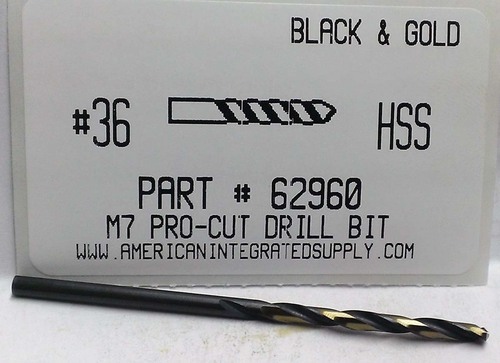 BLACK & GOLD
#36
HSS
PART # 62960
M7 PRO-CUT DRILL BIT
WWW.AMERICANINTEGRATEDSUPPLY.COM